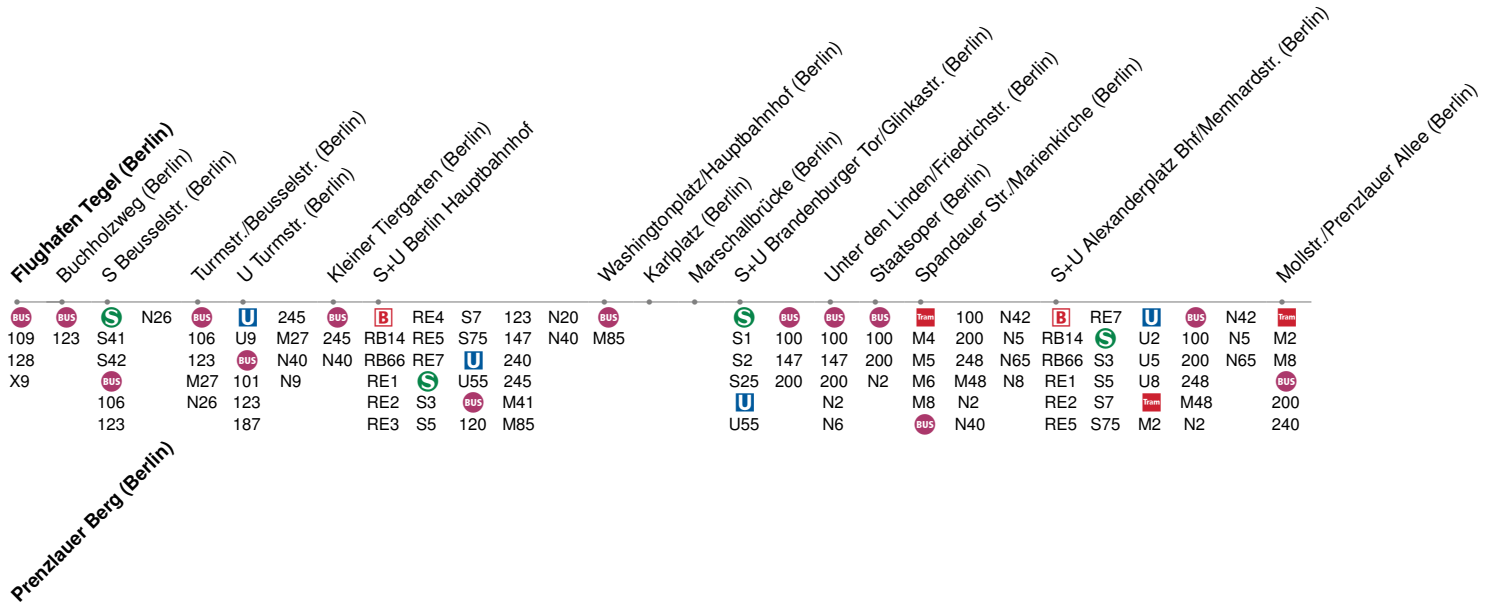 Flughafen Tegel (Berlin)
Buchholzweg (Berlin)
S Beusselstr. (Berlin)
Turmstr./Beusselstr. (Berlin)
U Turmstr. (Berlin)
Kleiner Tiergarten (Berlin)
S+U Berlin Hauptbahnhof
Washingtonplatz/Hauptbahnhof (Berlin)
Karlplatz (Berlin)
Marschallbrücke (Berlin)
S+U Brandenburger Tor/Glinkastr. (Berlin)
Unter den Linden/Friedrichstr. (Berlin)
Staatsoper (Berlin)
Spandauer Str./Marienkirche (Berlin)
S+U Alexanderplatz Bhf/Memhardstr. (Berlin)
Mollstr./Prenzlauer Allee (Berlin)
BUS BUS S N26 BUS U 245 BUS B RE4 S7 123 N20 BUS S BUS BUS BUS Tram 100 N42 B RE7 U BUS N42 Tram
109 123 S41 106 U9 M27 245 RB14 RE5 S75 147 N40 M85 S1 100 100 100 M4 200 N5 RB14 S U2 100 N5 M2
128 S42 123 BUS N40 N40 RB66 RE7 U 240 S2 147 147 200 M5 248 N65 RB66 S3 U5 200 N65 M8
X9 BUS M27 101 N9 RE1 S U55 245 S25 200 200 N2 M6 M48 N8 RE1 S5 U8 248 BUS
106 N26 123 RE2 S3 BUS M41 U N2 M8 N2 RE2 S7 Tram M48 200
123 187 RE3 S5 120 M85 U55 N6 BUS N40 RE5 S75 M2 N2 240
Prenzlauer Berg (Berlin)